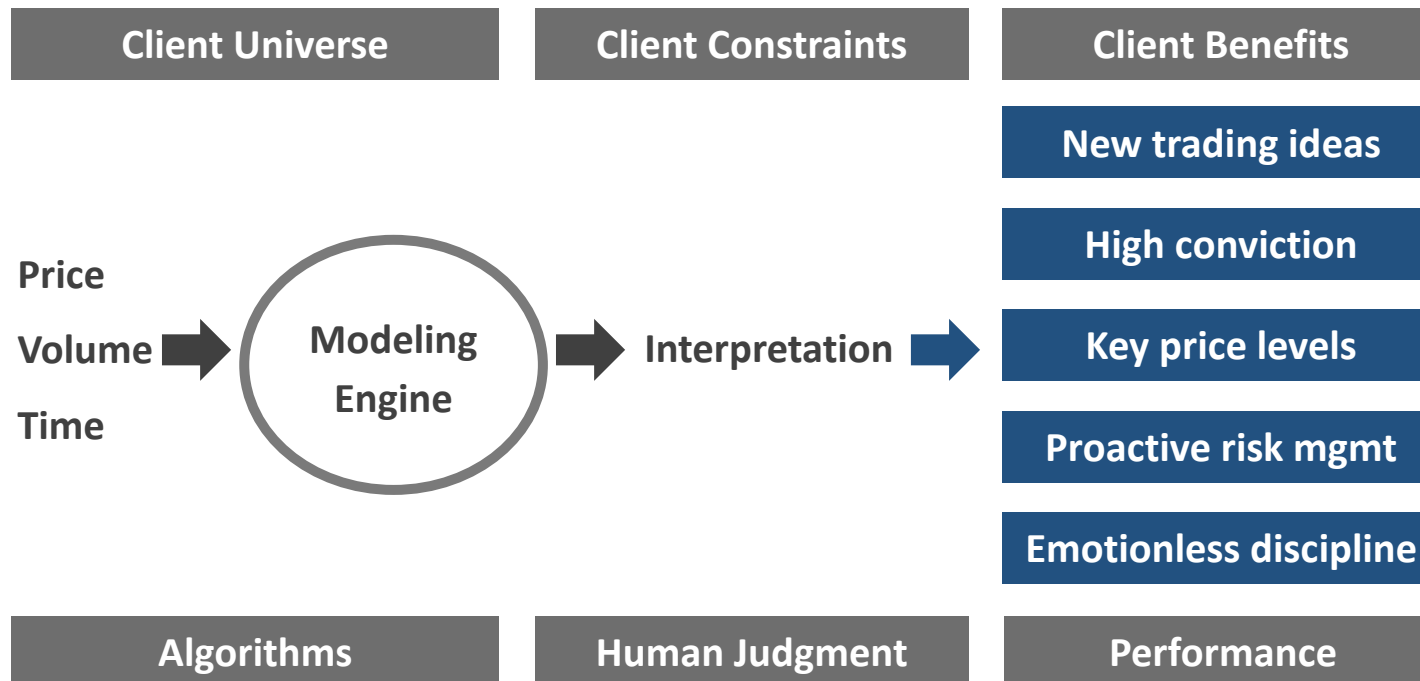 Client Universe
Client Constraints
Client Benefits
Price
Volume
Time
Modeling
Engine
Interpretation
New trading ideas
High conviction
Key price levels
Proactive risk mgmt
Emotionless discipline
Algorithms
Human Judgment
Performance